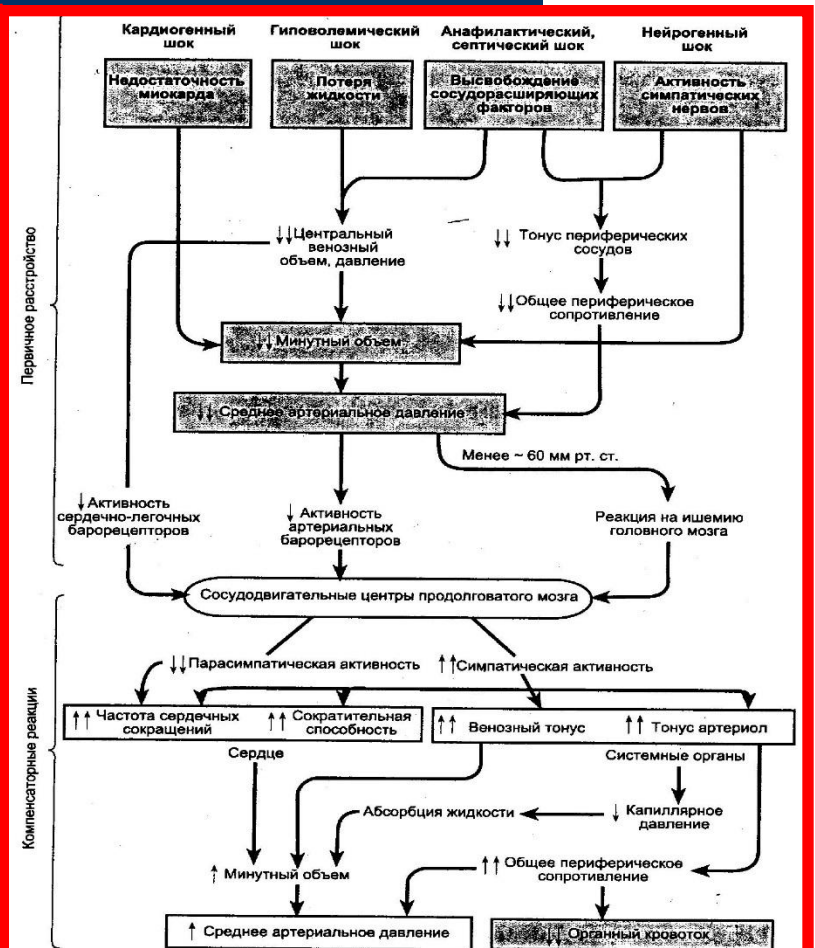 Кардиогенный
шок
Гиповолемический
шок
Анафилактический,
септический шок
Нейрогенный
шок
Недостаточность
миокарда
Потеря
жидкости
Высвобождение
сосудорасширяющих
факторов
Активность
симпатических
нервов
Первичное расстройство
↓↓Центральный
венозный
объем, давление
↓↓ Тонус периферических
сосудов
↓↓Общее периферическое
сопротивление
↓↓ Минутный объем
↓↓ Среднее артериальное давление
Менее ~ 60 мм рт. ст.
↓Активность
сердечно-легочных
барорецепторов
↓ Активность
артериальных
барорецепторов
Реакция на ишемию
головного мозга
Сосудодвигательные центры продолговатого мозга
Компенсаторные реакции
↓↓Парасимпатическая активность
↑↑Симпатическая активность
↑↑ Частота сердечных
сокращений
↑↑ Сократительная
способность
↑↑ Венозный тонус
↑↑ Тонус артериол
Сердце
Системные органы
Абсорбция жидкости
↓ Капиллярное
давление
↑ Минутный объем
↑↑ Общее периферическое
сопротивление
↑ Среднее артериальное давление
↓↓ Органный кровоток